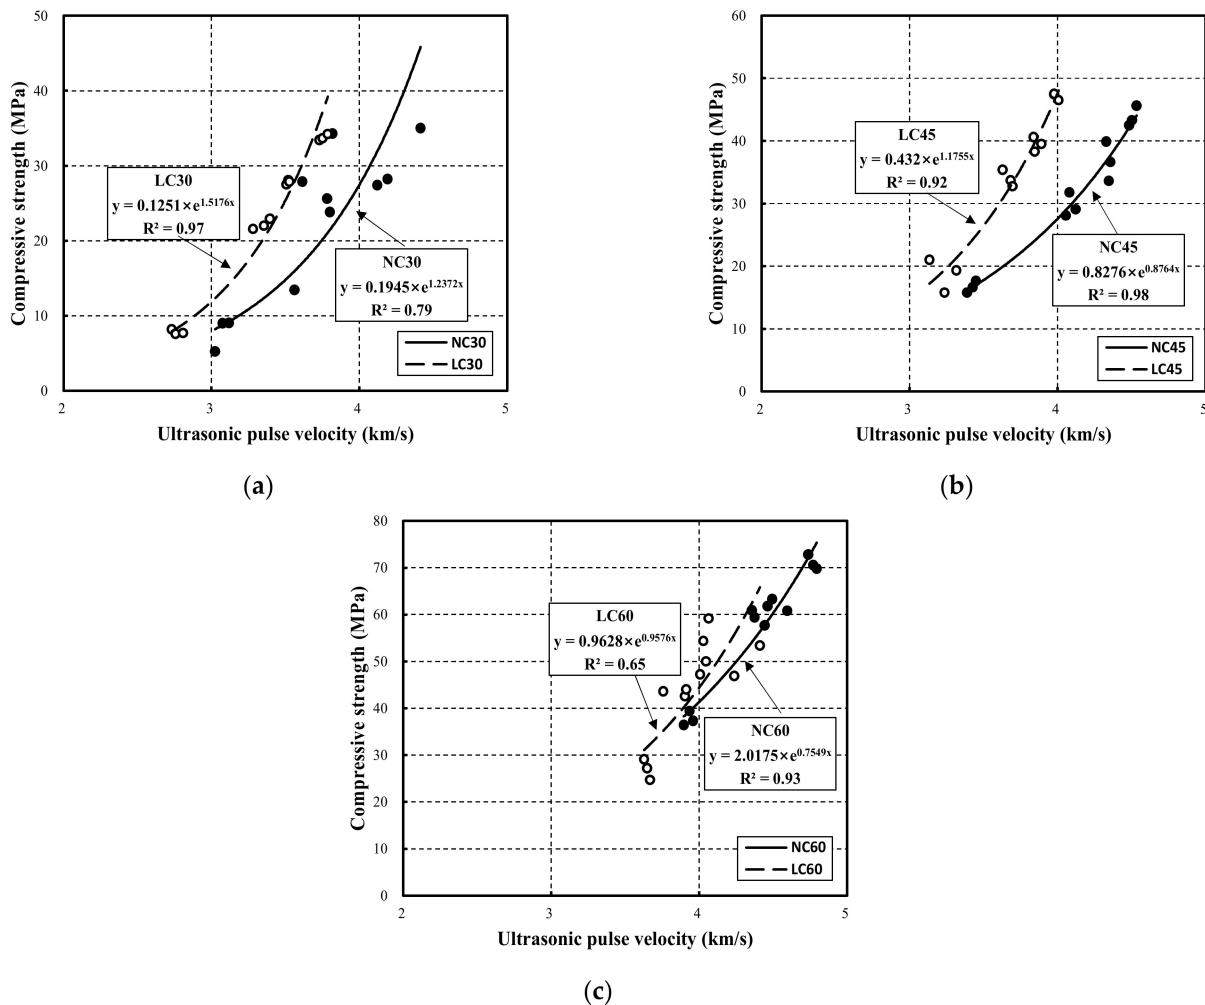 50
40
30
20
10
0
2
3
4
5
Compressive strength (MPa)
Ultrasonic pulse velocity (km/s)
LC30
y = 0.1251×e^1.5176x
R² = 0.97
NC30
y = 0.1945×e^1.2372x
R² = 0.79
NC30
LC30
(a)
60
50
40
30
20
10
0
2
3
4
5
Compressive strength (MPa)
Ultrasonic pulse velocity (km/s)
LC45
y = 0.432×e^1.1755x
R² = 0.92
NC45
y = 0.8276×e^0.8764x
R² = 0.98
NC45
LC45
(b)
80
70
60
50
40
30
20
10
0
2
3
4
5
Compressive strength (MPa)
Ultrasonic pulse velocity (km/s)
LC60
y = 0.9628×e^0.9576x
R² = 0.65
NC60
y = 2.0175×e^0.7549x
R² = 0.93
NC60
LC60
(c)